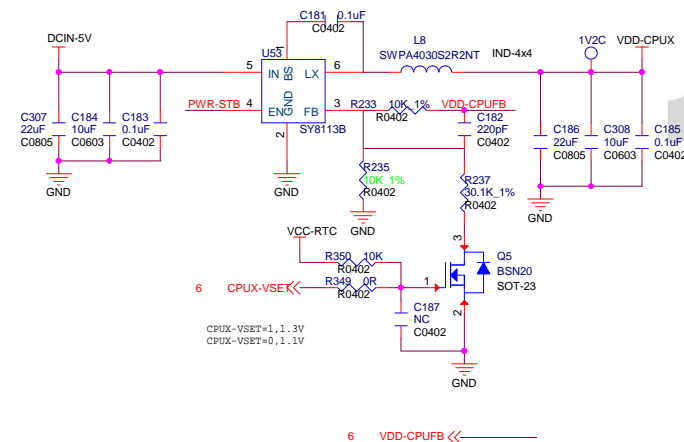 C181 0.1uF
C0402
DCIN-5V
L8
SWPA4030S2R2NT IND-4x4
1V2C VDD-CPUX
U53
1
5 IN BS LX 6
PWR-STB 4 EN GND FB 3
R233 10K_1% VDD-CPUFB
R0402
SY8113B
2
C307
22uF
C0805
C184
10uF
C0603
C183
0.1uF
C0402
C182
220pF
C0402
C186
22uF
C0805
C308
10uF
C0603
C185
0.1uF
C0402
GND
GND
R235
10K_1%
R0402
GND
R237
30.1K_1%
R0402
GND
VCC-RTC
R350 10K
R0402
6 CPUX-VSET R349 0R
R0402
3
1
2
Q5
BSN20
SOT-23
C187
NC
C0402
CPUX-VSET=1,1.3V
CPUX-VSET=0,1.1V
GND
6 VDD-CPUFB